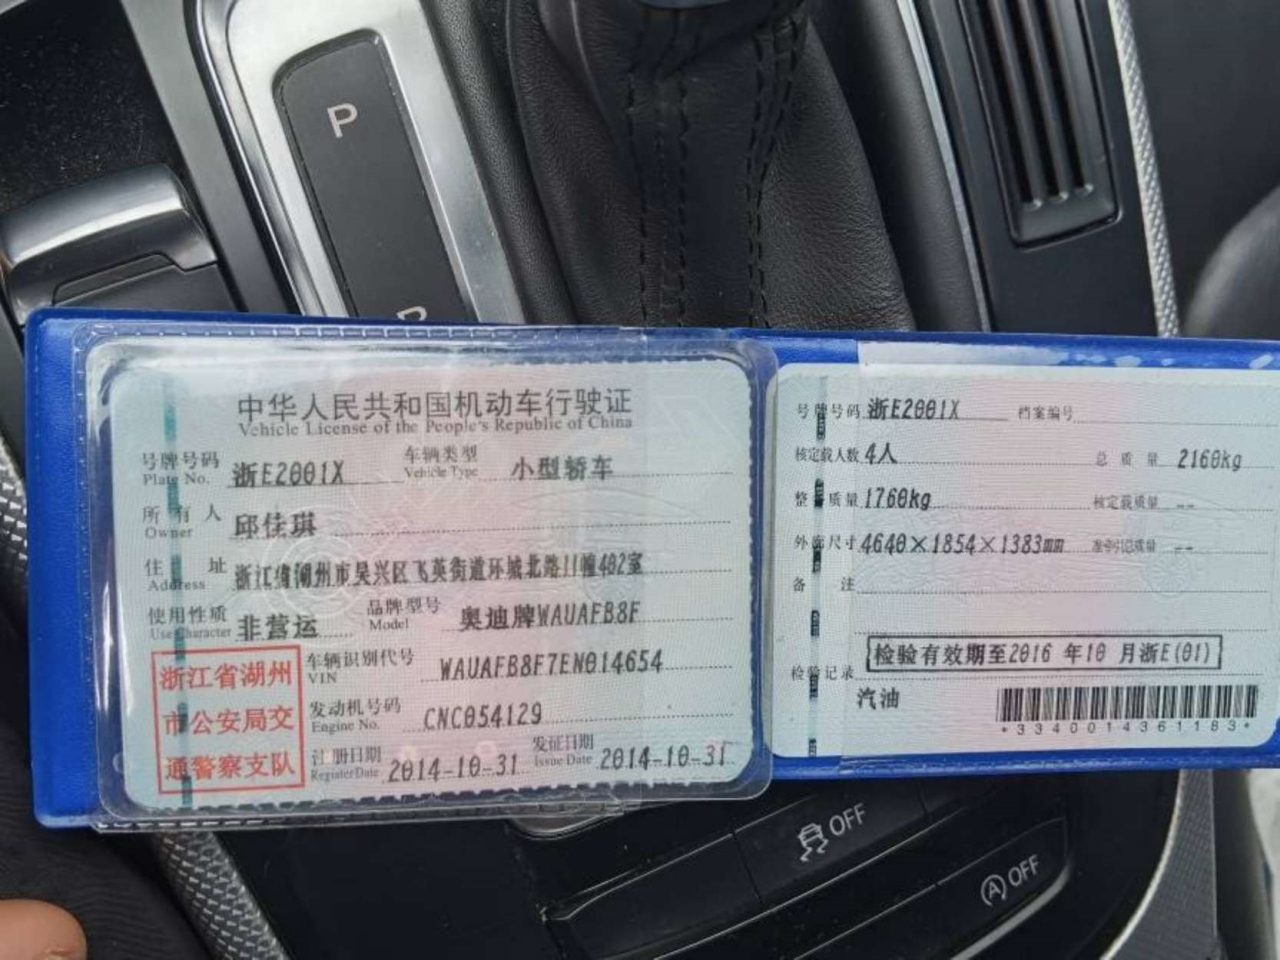 P
R
中华人民共和国机动车行驶证
Vehicle License of the People's Republic of China
号牌号码 浙E2001X 车辆类型 小型轿车
Plate No. Vehicle Type
所有人 邱佳琪
Owner
住址 浙江省湖州市吴兴区飞英街道环城北路11幢402室
Address
使用性质 非营运 品牌型号 奥迪牌WAUAFB8F
Use Character Model
浙江省湖州
市公安局交
通警察支队
车辆识别代号 WAUAFB8F7EN014654
VIN
发动机号码 CNC054129
Engine No.
注册日期 2014-10-31 发证日期 2014-10-31
Register Date Issue Date
号牌号码 浙E2001X 档案编号
核定载人数 4人 总质量 2160kg
整备质量 1760kg 核定载质量 --
外廓尺寸 4640×1854×1383mm 准牵引总质量 --
备注
检验有效期至2016年10月浙E(01)
检验记录
汽油
*3340014361183*
OFF
A OFF